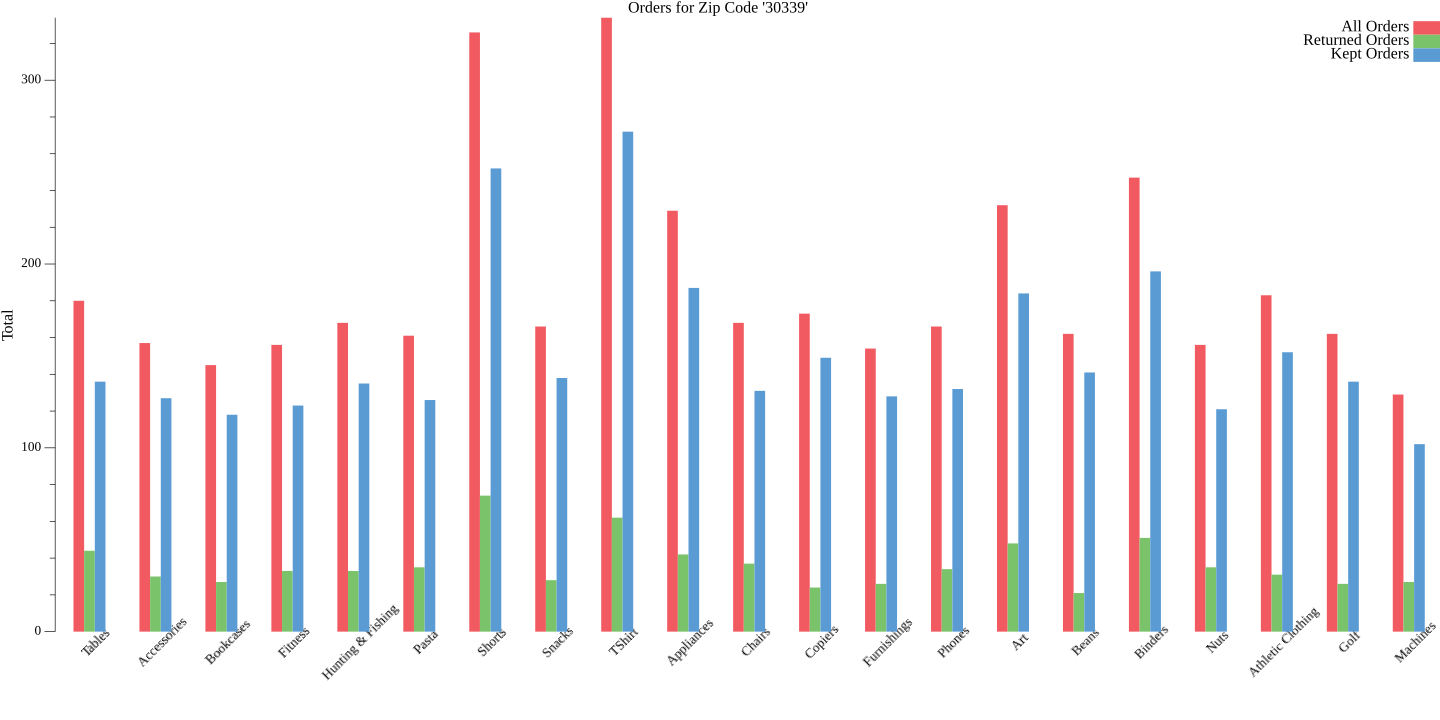 Orders for Zip Code '30339'
All Orders
Returned Orders
Kept Orders
300
200
100
0
Total
Tables
Accessories
Bookcases
Fitness
Hunting & Fishing
Pasta
Shorts
Snacks
TShirt
Appliances
Chairs
Copiers
Furnishings
Phones
Art
Beans
Binders
Nuts
Athletic Clothing
Golf
Machines